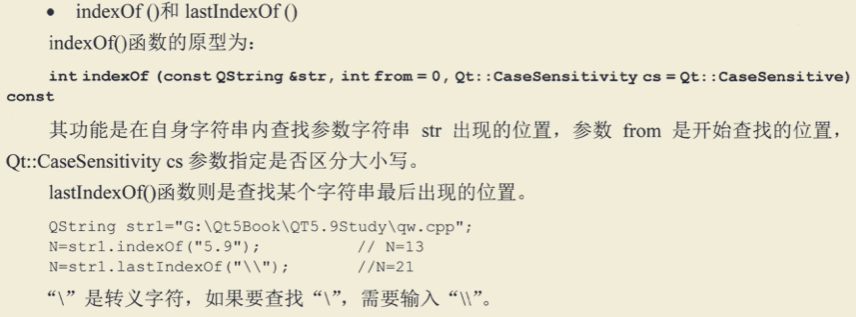 • indexOf ()和 lastIndexOf ()
indexOf()函数的原型为：
int indexOf (const QString &str, int from = 0, Qt::CaseSensitivity cs = Qt::CaseSensitive)
const
其功能是在自身字符串内查找参数字符串 str 出现的位置，参数 from 是开始查找的位置，
Qt::CaseSensitivity cs 参数指定是否区分大小写。
lastIndexOf()函数则是查找某个字符串最后出现的位置。
QString str1="G:\Qt5Book\QT5.9Study\qw.cpp";
N=str1.indexOf("5.9"); // N=13
N=str1.lastIndexOf("\\"); //N=21
“\”是转义字符，如果要查找“\”，需要输入“\\”。